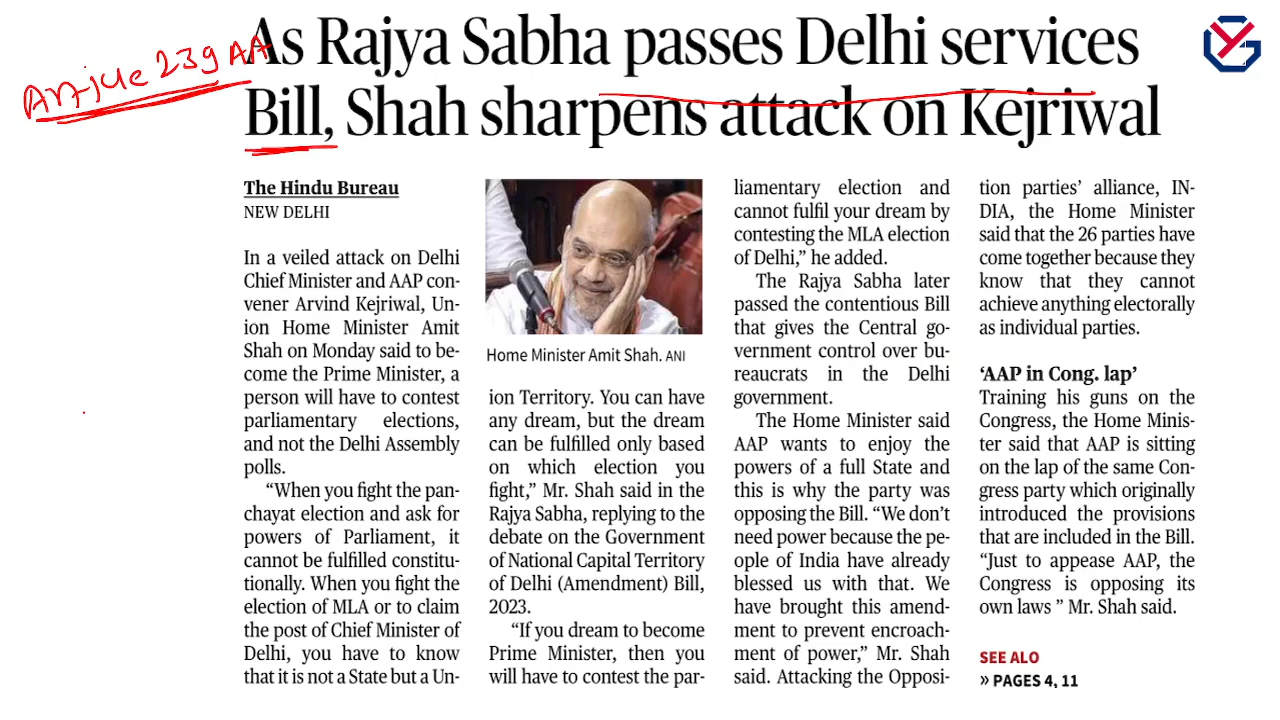 Article 239 AA
As Rajya Sabha passes Delhi services
Bill, Shah sharpens attack on Kejriwal
The Hindu Bureau
NEW DELHI
In a veiled attack on Delhi
Chief Minister and AAP con-
vener Arvind Kejriwal, Un-
ion Home Minister Amit
Shah on Monday said to be-
come the Prime Minister, a
person will have to contest
parliamentary elections,
and not the Delhi Assembly
polls.
“When you fight the pan-
chayat election and ask for
powers of Parliament, it
cannot be fulfilled constitu-
tionally. When you fight the
election of MLA or to claim
the post of Chief Minister of
Delhi, you have to know
that it is not a State but a Un-
Home Minister Amit Shah. ANI
ion Territory. You can have
any dream, but the dream
can be fulfilled only based
on which election you
fight,” Mr. Shah said in the
Rajya Sabha, replying to the
debate on the Government
of National Capital Territory
of Delhi (Amendment) Bill,
2023.
“If you dream to become
Prime Minister, then you
will have to contest the par-
liamentary election and
cannot fulfil your dream by
contesting the MLA election
of Delhi,” he added.
The Rajya Sabha later
passed the contentious Bill
that gives the Central go-
vernment control over bu-
reaucrats in the Delhi
government.
The Home Minister said
AAP wants to enjoy the
powers of a full State and
this is why the party was
opposing the Bill. “We don’t
need power because the pe-
ople of India have already
blessed us with that. We
have brought this amend-
ment to prevent encroach-
ment of power,” Mr. Shah
said. Attacking the Opposi-
tion parties’ alliance, IN-
DIA, the Home Minister
said that the 26 parties have
come together because they
know that they cannot
achieve anything electorally
as individual parties.
‘AAP in Cong. lap’
Training his guns on the
Congress, the Home Minis-
ter said that AAP is sitting
on the lap of the same Con-
gress party which originally
introduced the provisions
that are included in the Bill.
“Just to appease AAP, the
Congress is opposing its
own laws ” Mr. Shah said.
SEE ALO
» PAGES 4, 11